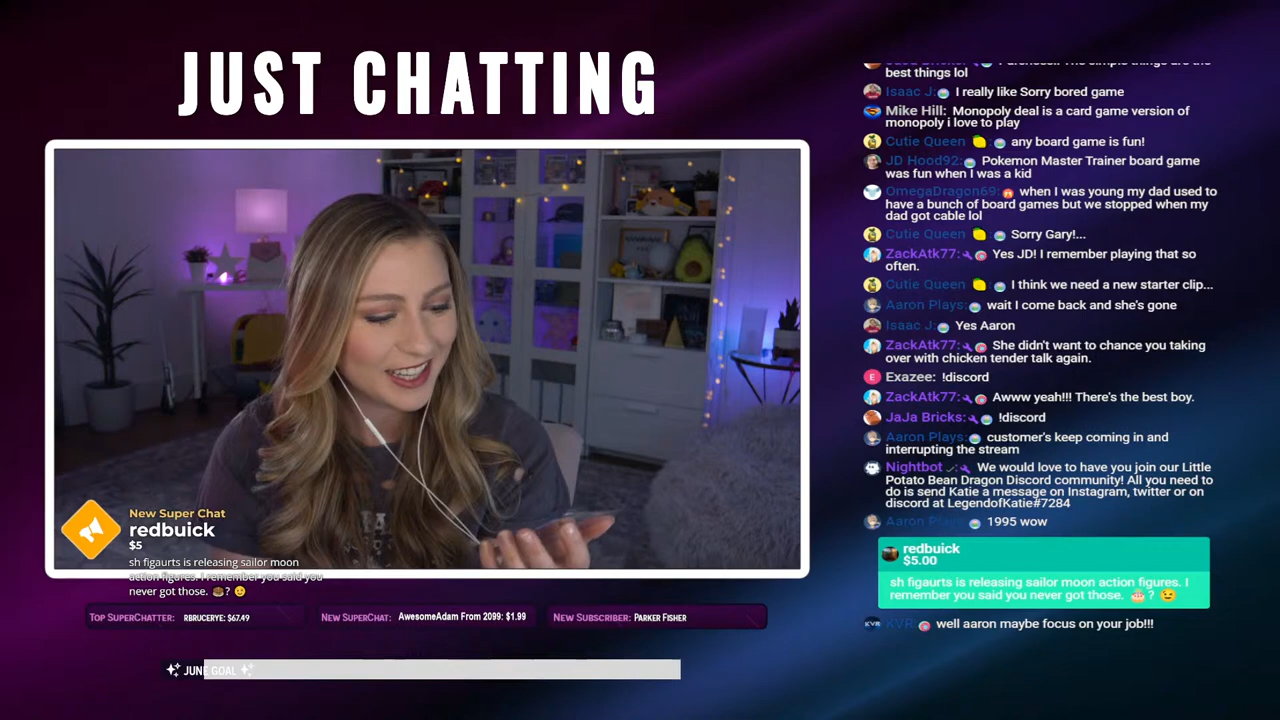 JUST CHATTING
best things lol
Isaac J: I really like Sorry bored game
Mike Hill: Monopoly deal is a card game version of
monopoly i love to play
Cutie Queen any board game is fun!
JD Hood92: Pokemon Master Trainer board game
was fun when I was a kid
OmegaDragon69: when I was young my dad used to
have a bunch of board games but we stopped when my
dad got cable lol
Cutie Queen : Sorry Gary!...
ZackAtk77: Yes JD! I remember playing that so
often.
Cutie Queen : I think we need a new starter clip...
Aaron Plays: wait I come back and she's gone
Isaac J: Yes Aaron
ZackAtk77: She didn't want to chance you taking
over with chicken tender talk again.
E Exazee: !discord
ZackAtk77: Awww yeah!!! There's the best boy.
JaJa Bricks: !discord
Aaron Plays: customer's keep coming in and
interrupting the stream
Nightbot : We would love to have you join our Little
Potato Bean Dragon Discord community! All you need to
do is send Katie a message on Instagram, twitter or on
discord at LegendofKatie#7284
Aaron Plays: 1995 wow
redbuick
$5.00
sh figaurts is releasing sailor moon action figures. I
remember you said you never got those. ?
KVR KVR: well aaron maybe focus on your job!!!
New Super Chat
redbuick
$5
sh figaurts is releasing sailor moon
action figures. I remember you said you
never got those. ?
TOP SUPERCHATTER: RBRUCERYE: $67.49
NEW SUPERCHAT: AWESOMEADAM FROM 2099: $1.99
NEW SUBSCRIBER: PARKER FISHER
JUNE GOAL